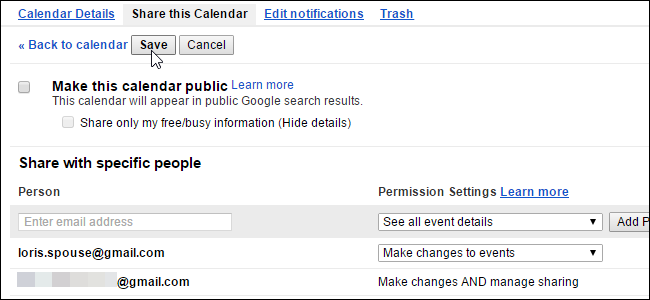 Calendar Details Share this Calendar Edit notifications Trash
« Back to calendar Save Cancel
Make this calendar public Learn more
This calendar will appear in public Google search results.
Share only my free/busy information (Hide details)
Share with specific people
Person Permission Settings Learn more
Enter email address See all event details Add P
loris.spouse@gmail.com Make changes to events
@gmail.com Make changes AND manage sharing